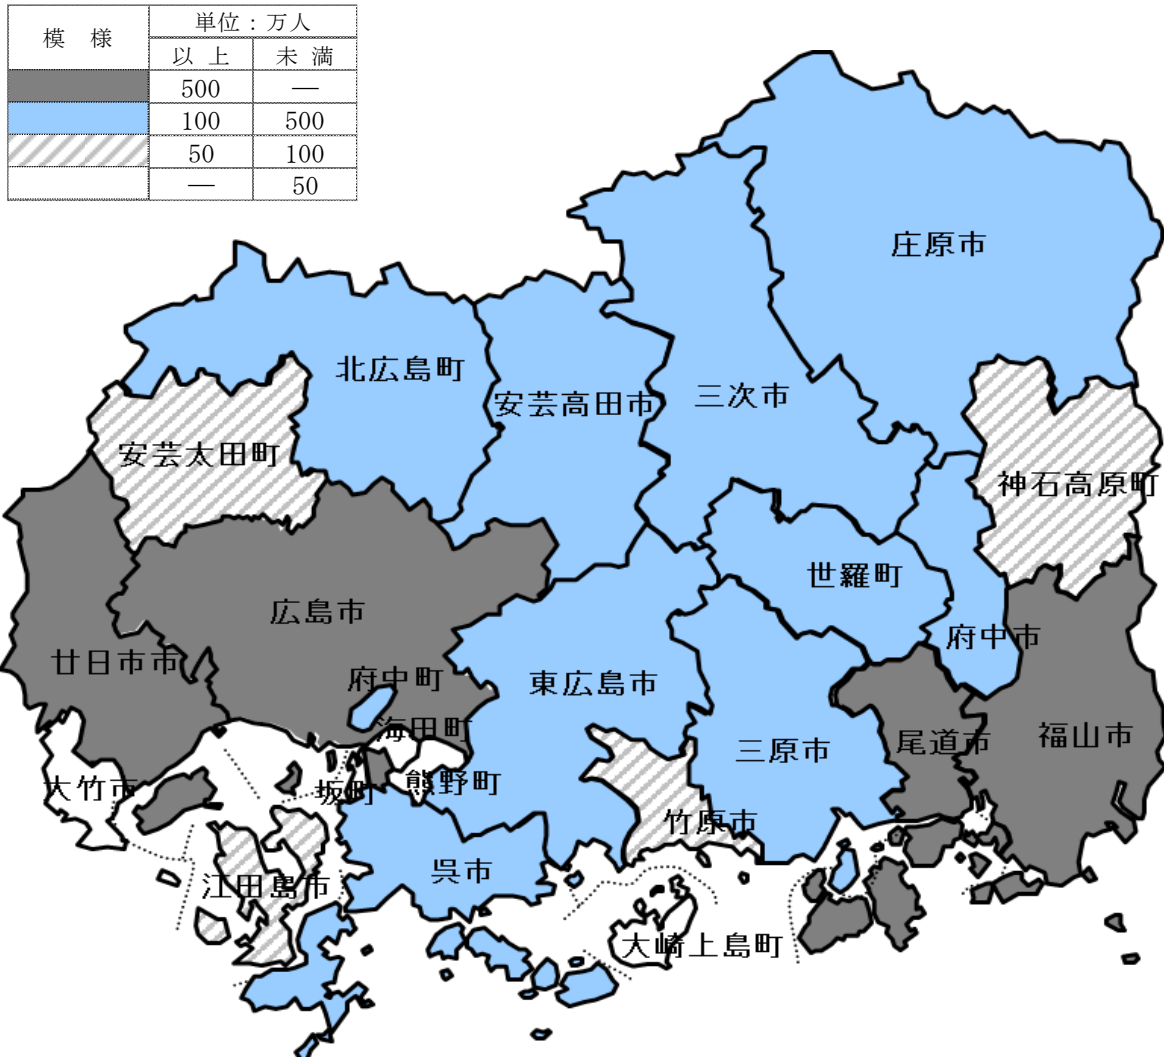 模 様
単位：万人
以 上 未 満
500 ―
100 500
50 100
― 50
庄原市
北広島町
安芸高田市
三次市
安芸太田町
神石高原町
世羅町
広島市
府中市
廿日市市
府中町
東広島市
海田町
三原市
尾道市
福山市
大竹市
坂町
熊野町
竹原市
呉市
江田島市
大崎上島町